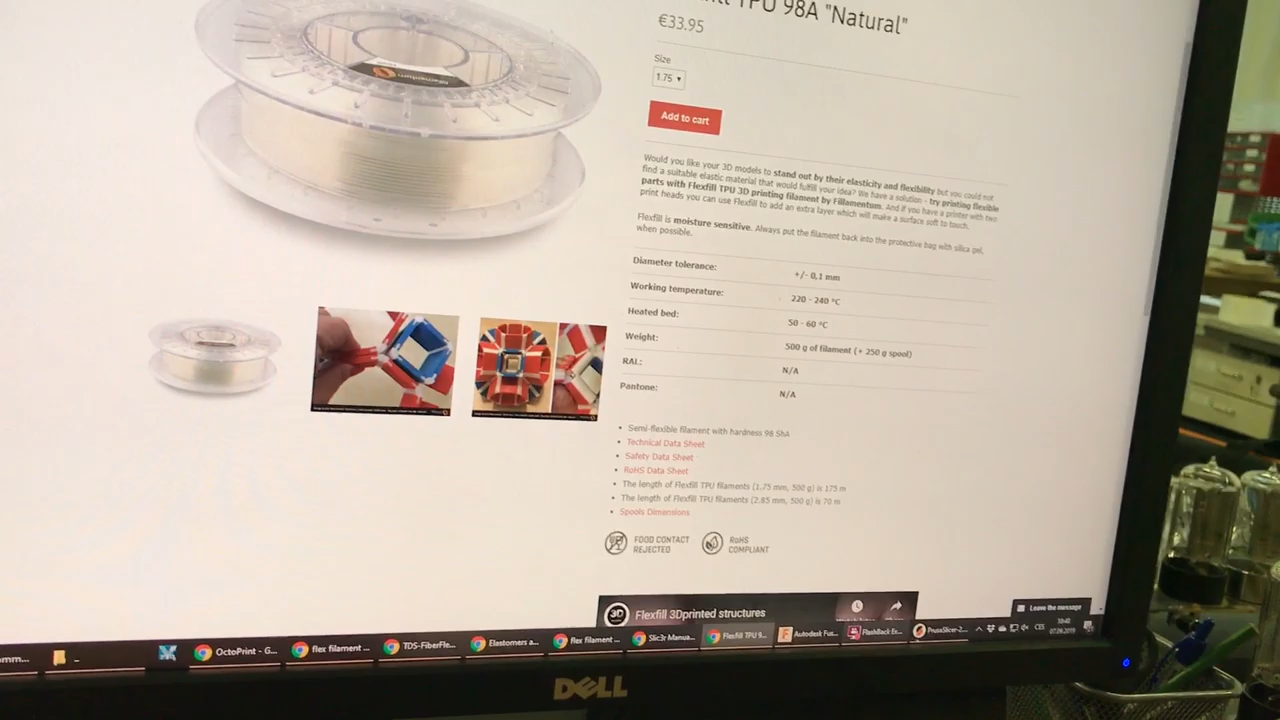 TPU 98A "Natural"
€33.95
Size
1.75
Add to cart
Would you like your 3D models to stand out by their elasticity and flexibility but you could not
find a suitable elastic material that would fulfill your idea? We have a solution - try printing flexible
parts with Flexfill TPU 3D printing filament by Fillamentum. And if you have a printer with two
print heads you can use Flexfill to add an extra layer which will make a surface soft to touch.
Flexfill is moisture sensitive. Always put the filament back into the protective bag with silica gel,
when possible.
Diameter tolerance: +/- 0,1 mm
Working temperature: 220 - 240 °C
Heated bed: 50 - 60 °C
Weight: 500 g of filament (+ 250 g spool)
RAL: N/A
Pantone: N/A
• Semi-flexible filament with hardness 98 ShA
• Technical Data Sheet
• Safety Data Sheet
• RoHS Data Sheet
• The length of Flexfill TPU filaments (1.75 mm, 500 g) is 175 m
• The length of Flexfill TPU filaments (2.85 mm, 500 g) is 70 m
• Spools Dimensions
FOOD CONTACT
REJECTED
RoHS
COMPLIANT
3D
Flexfill 3Dprinted structures
Leave the message
OctoPrint - G...
flex filament ...
TDS-FiberFle...
Elastomers a...
flex filament ...
Slic3r Manua...
Flexfill TPU 9...
Autodesk Fus...
FlashBack Ex...
PrusaSlicer-2...
CES
10:40
07.09.2019
DELL